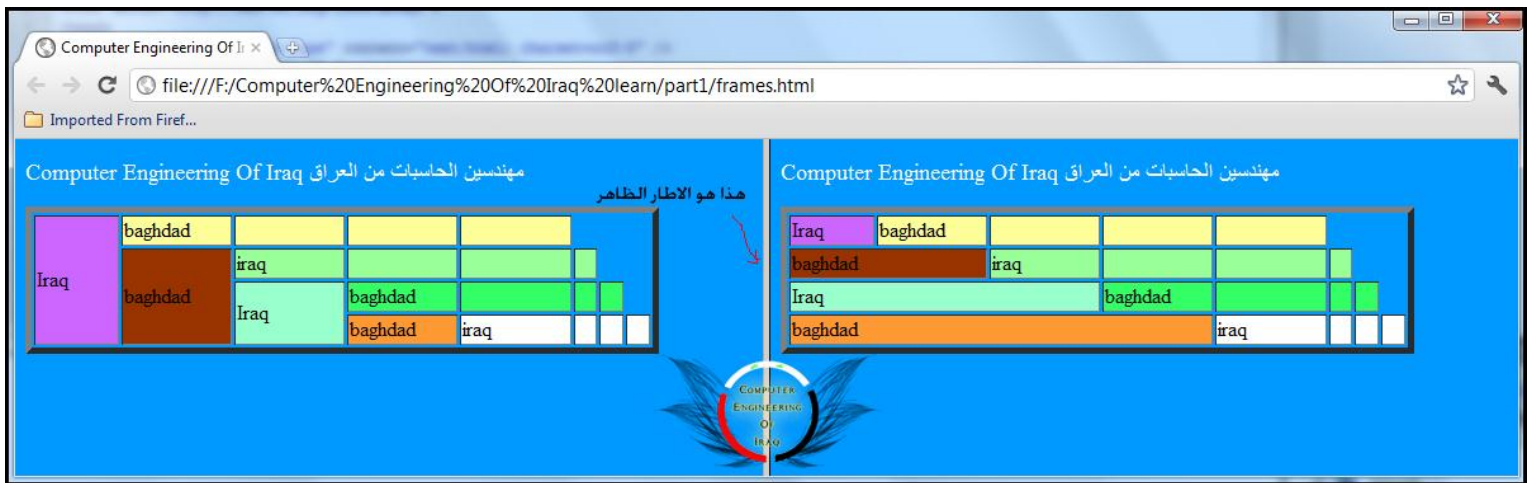 Computer Engineering Of Ir
file:///F:/Computer%20Engineering%20Of%20Iraq%20learn/part1/frames.html
Imported From Firef...
Computer Engineering Of Iraq مهندسين الحاسبات من العراق
هذا هو الاطار الظاهر
Iraq
baghdad
baghdad
iraq
Iraq
baghdad
baghdad
iraq
Computer Engineering Of Iraq مهندسين الحاسبات من العراق
Iraq baghdad
baghdad iraq
Iraq baghdad
baghdad iraq
COMPUTER
ENGINEERING
OF
IRAQ